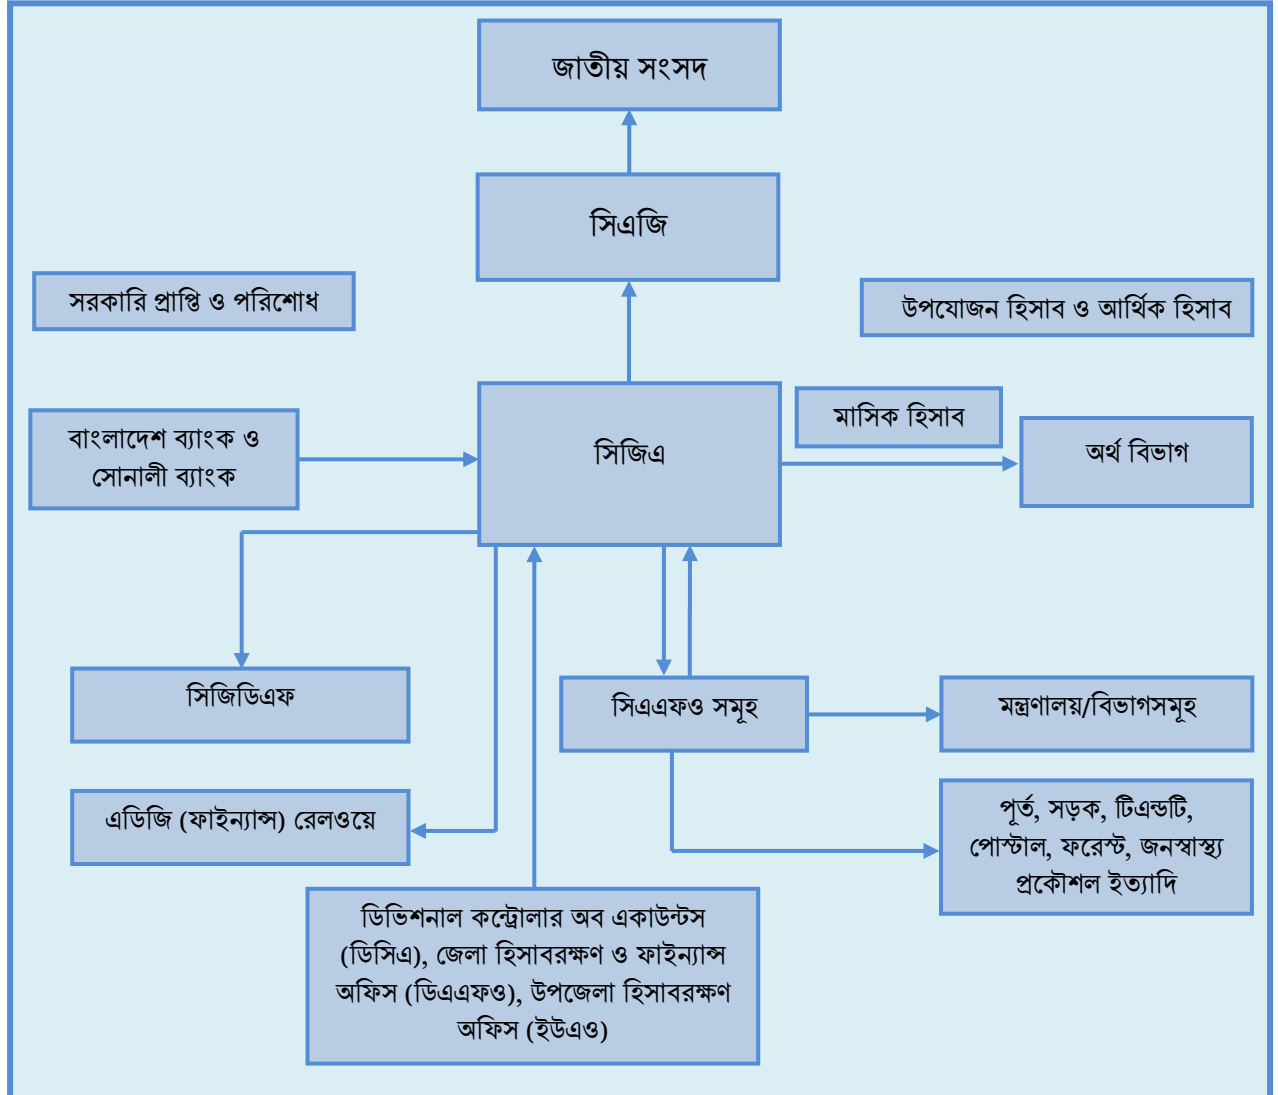 জাতীয় সংসদ
সিএজি
সরকারি প্রাপ্তি ও পরিশোধ
উপযোজন হিসাব ও আর্থিক হিসাব
বাংলাদেশ ব্যাংক ও
সোনালী ব্যাংক
সিজিএ
মাসিক হিসাব
অর্থ বিভাগ
সিজিডিএফ
সিএএফও সমূহ
মন্ত্রণালয়/বিভাগসমূহ
এডিজি (ফাইন্যান্স) রেলওয়ে
পূর্ত, সড়ক, টিএন্ডটি,
পোস্টাল, ফরেস্ট, জনস্বাস্থ্য
প্রকৌশল ইত্যাদি
ডিভিশনাল কন্ট্রোলার অব একাউন্টস
(ডিসিএ), জেলা হিসাবরক্ষণ ও ফাইন্যান্স
অফিস (ডিএএফও), উপজেলা হিসাবরক্ষণ
অফিস (ইউএও)